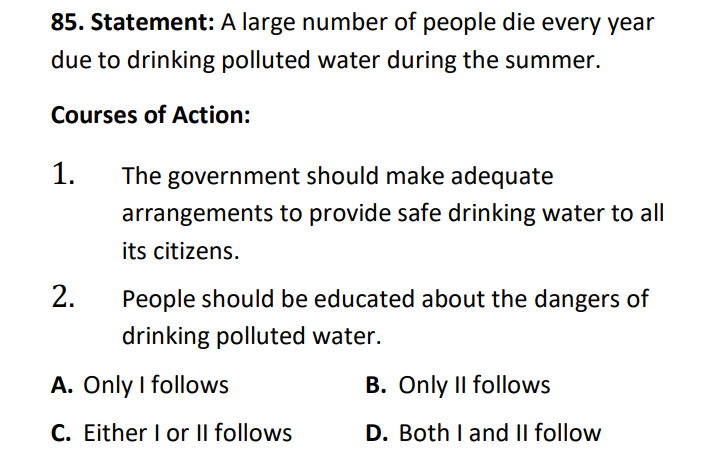 85. Statement: A large number of people die every year
due to drinking polluted water during the summer.
Courses of Action:
1. The government should make adequate
arrangements to provide safe drinking water to all
its citizens.
2. People should be educated about the dangers of
drinking polluted water.
A. Only I follows B. Only II follows
C. Either I or II follows D. Both I and II follow